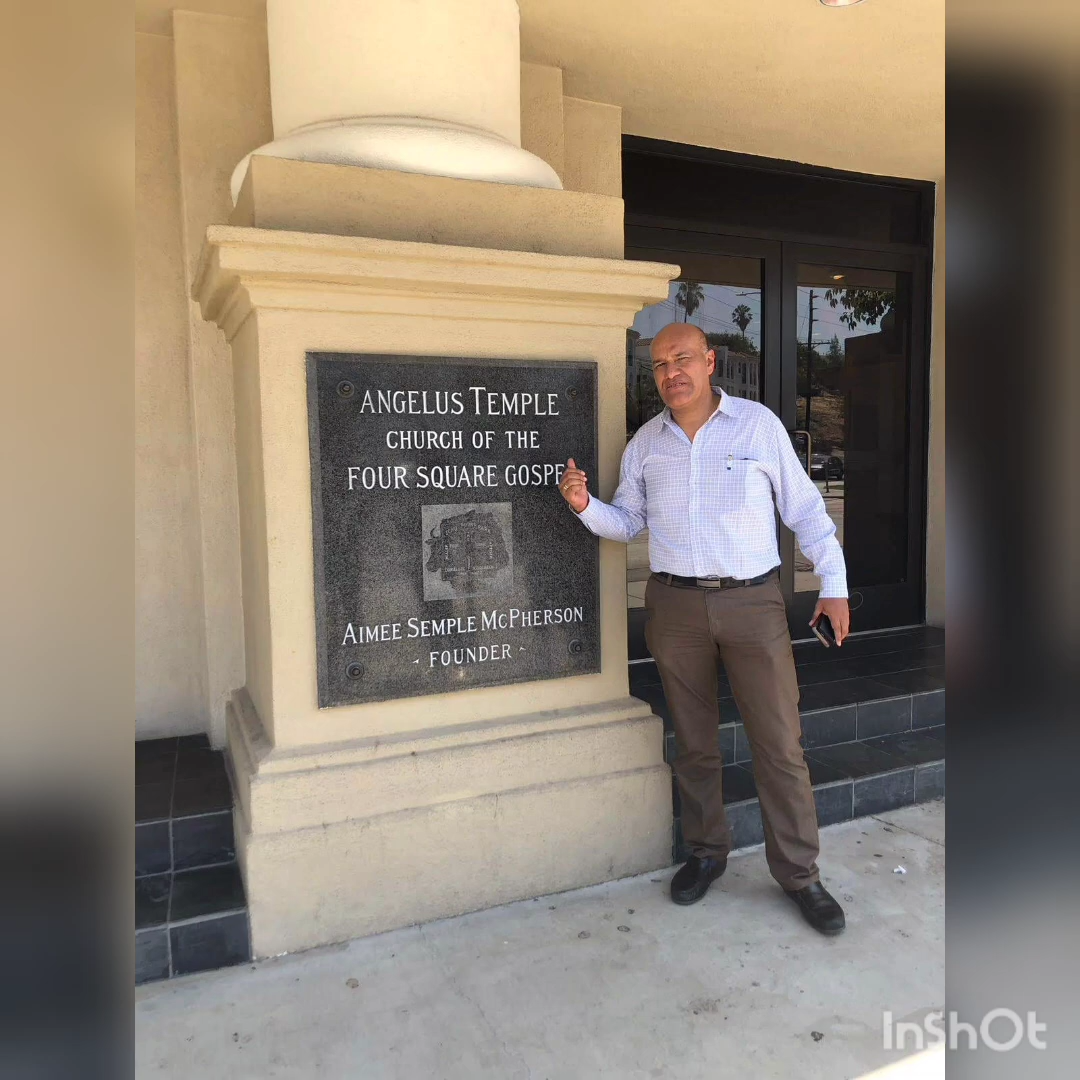 ANGELUS TEMPLE
CHURCH OF THE
FOUR SQUARE GOSPE
AIMEE SEMPLE MCPHERSON
- FOUNDER ~
InShOt